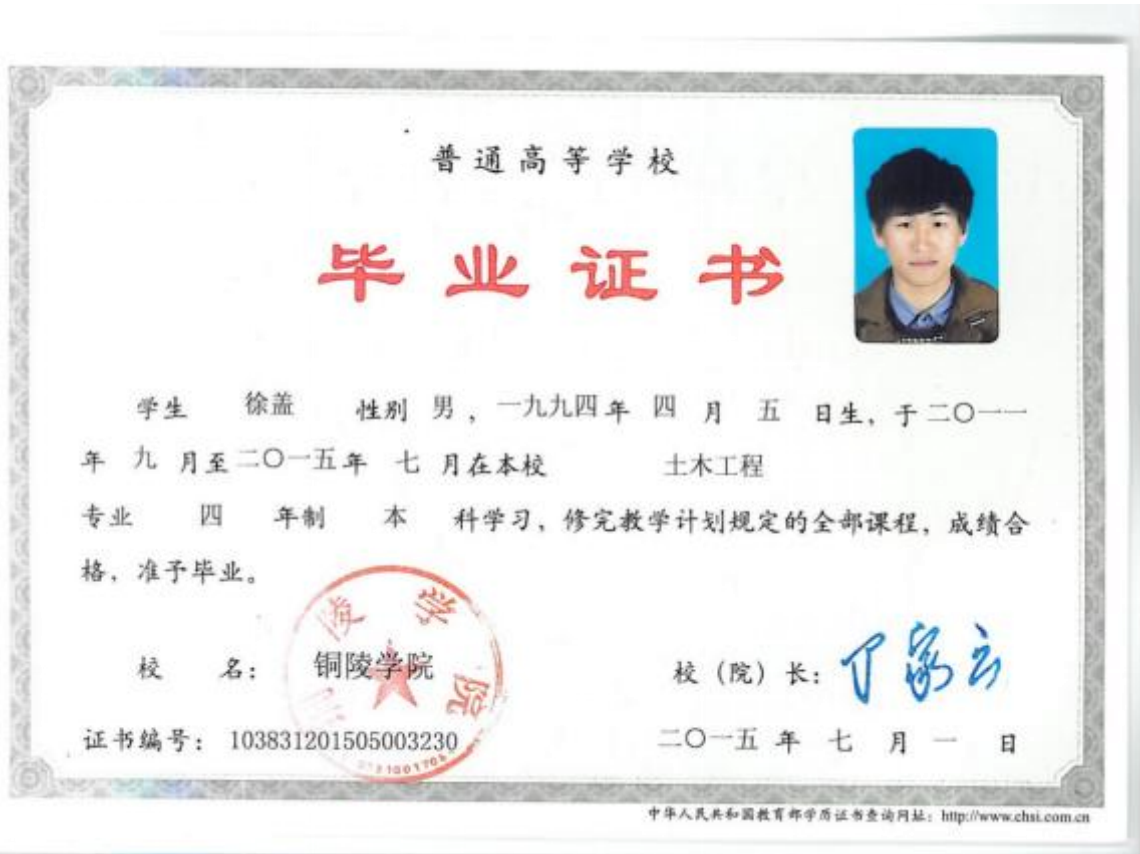 普通高等学校
毕业证书
学生 徐盖 性别 男，一九九四年 四 月 五 日生，于二〇一一
年 九 月至二〇一五年 七 月在本校 土木工程
专业 四 年制 本 科学习，修完教学计划规定的全部课程，成绩合
格，准予毕业。
校 名： 铜陵学院
陵学院
校（院）长：丁家云
证书编号： 103831201505003230
二〇一五 年 七 月 一 日
中华人民共和国教育部学历证书查询网址：http://www.chsi.com.cn